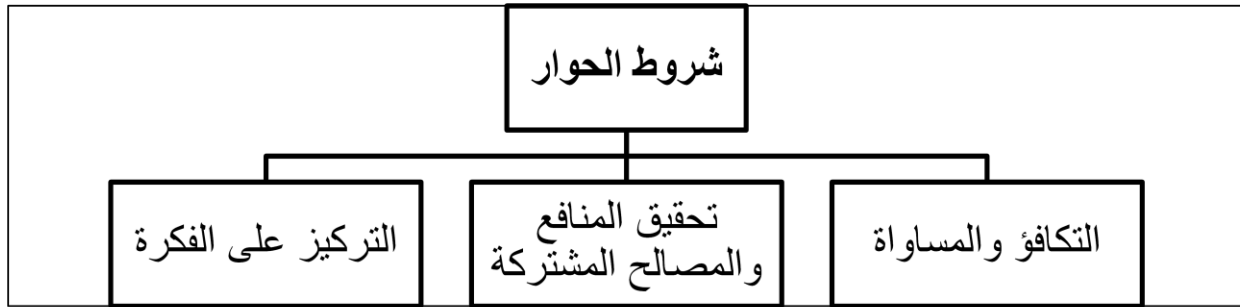 شروط الحوار
التكافؤ والمساواة
تحقيق المنافع
والمصالح المشتركة
التركيز على الفكرة